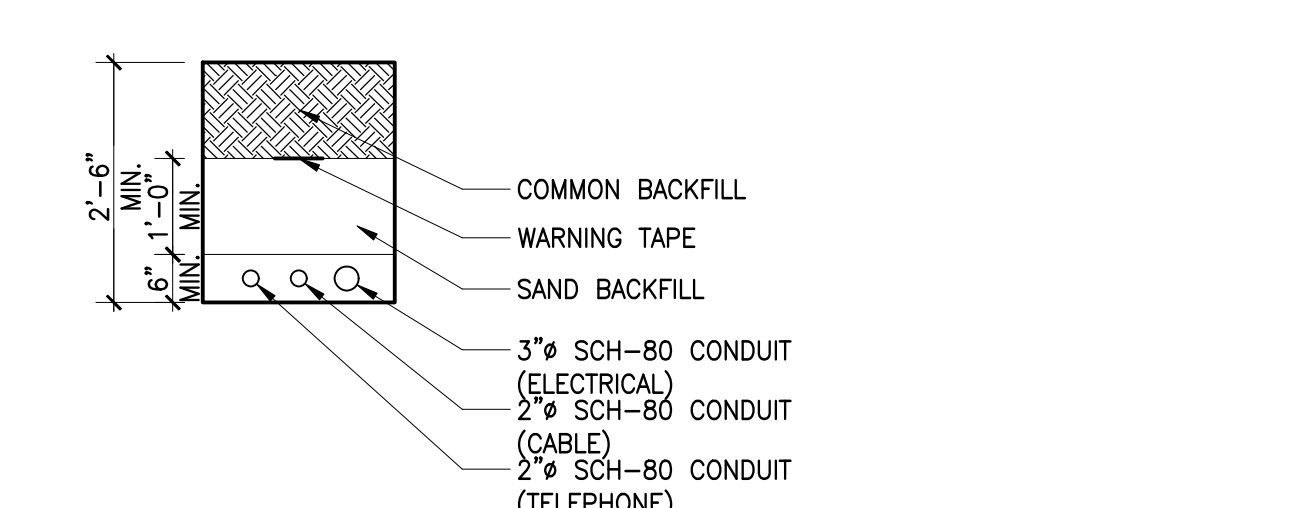 2'-6"
MIN.
1'-0"
MIN.
6"
MIN.
COMMON BACKFILL
WARNING TAPE
SAND BACKFILL
3"ø SCH-80 CONDUIT
(ELECTRICAL)
2"ø SCH-80 CONDUIT
(CABLE)
2"ø SCH-80 CONDUIT
(TELEPHONE)